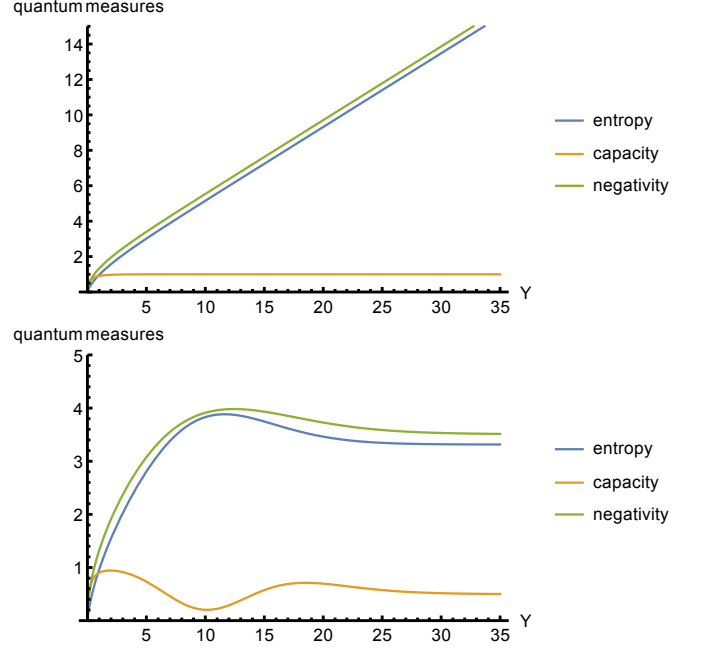 quantum measures
14
12
10
8
6
4
2
5 10 15 20 25 30 35 Y
entropy
capacity
negativity
quantum measures
5
4
3
2
1
5 10 15 20 25 30 35 Y
entropy
capacity
negativity